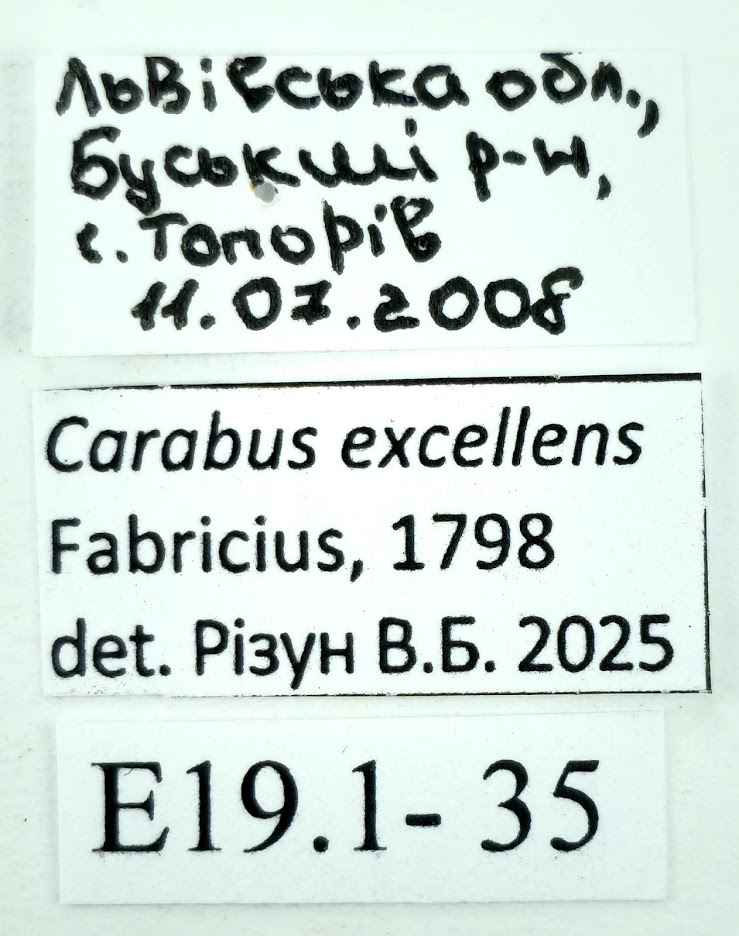 Львівська обл.,
Буський р-н,
с. Топорів
11.07.2008
Carabus excellens
Fabricius, 1798
det. Різун В.Б. 2025
E19.1- 35